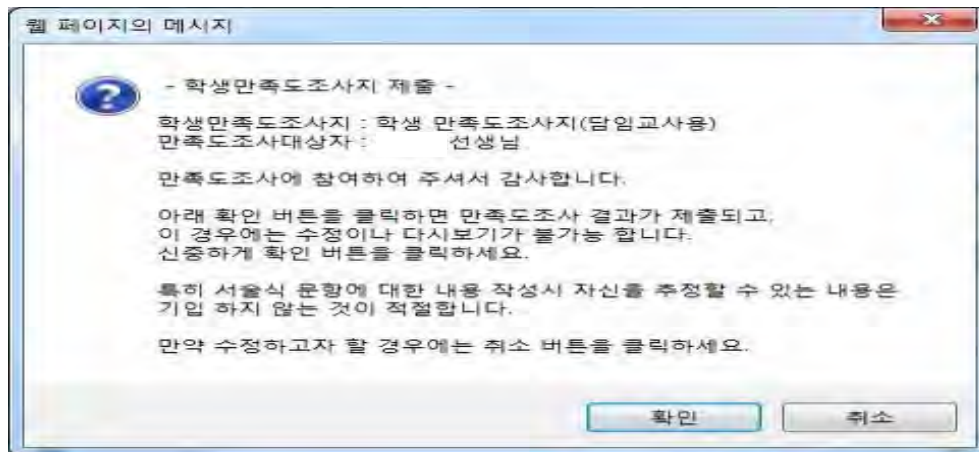 웹 페이지의 메시지
- 학생만족도조사지 제출 -
학생만족도조사지 : 학생 만족도조사지(담임교사용)
만족도조사대상자 : 선생님
만족도조사에 참여하여 주셔서 감사합니다.
아래 확인 버튼을 클릭하면 만족도조사 결과가 제출되고,
이 경우에는 수정이나 다시보기가 불가능 합니다.
신중하게 확인 버튼을 클릭하세요.
특히 서술식 문항에 대한 내용 작성시 자신을 추정할 수 있는 내용은
기입 하지 않는 것이 적절합니다.
만약 수정하고자 할 경우에는 취소 버튼을 클릭하세요.
확인 취소